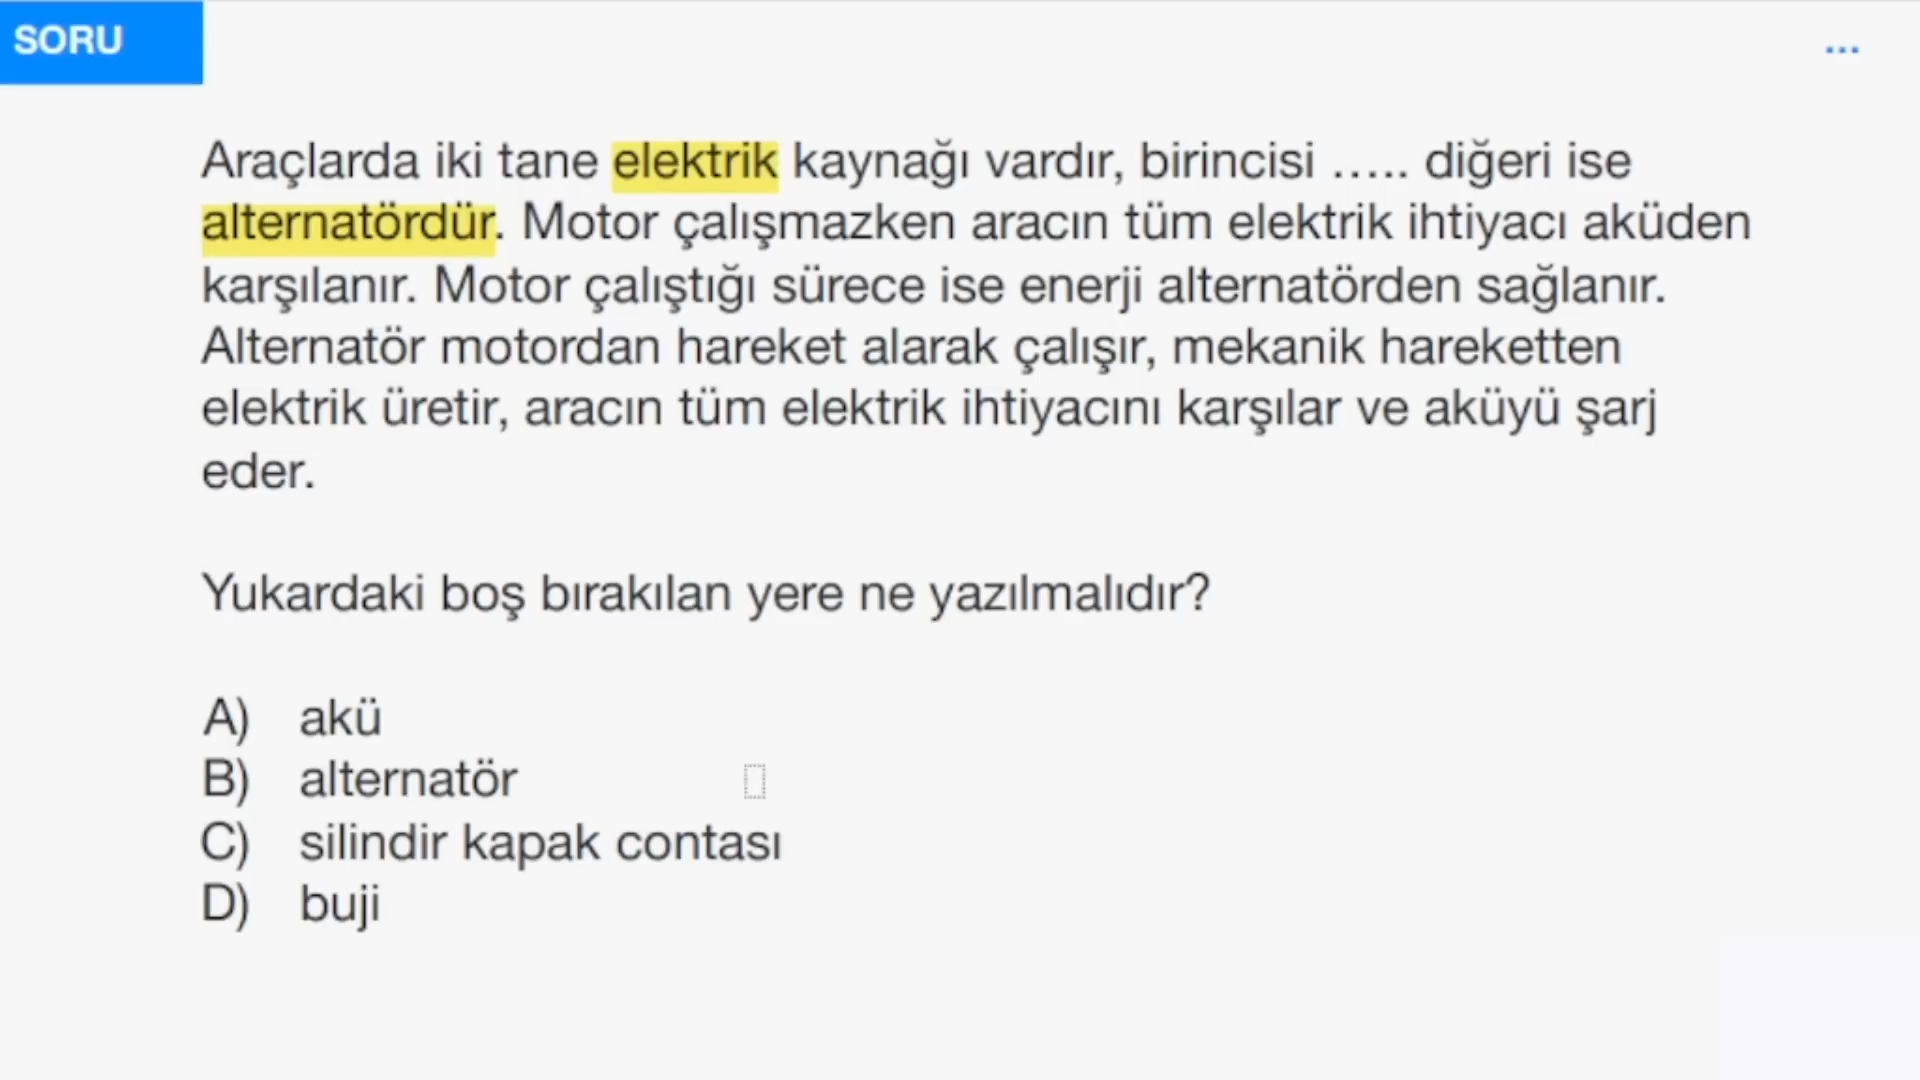 SORU
...
Araçlarda iki tane elektrik kaynağı vardır, birincisi ..... diğeri ise
alternatördür. Motor çalışmazken aracın tüm elektrik ihtiyacı aküden
karşılanır. Motor çalıştığı sürece ise enerji alternatörden sağlanır.
Alternatör motordan hareket alarak çalışır, mekanik hareketten
elektrik üretir, aracın tüm elektrik ihtiyacını karşılar ve aküyü şarj
eder.
Yukardaki boş bırakılan yere ne yazılmalıdır?
A) akü
B) alternatör
C) silindir kapak contası
D) buji